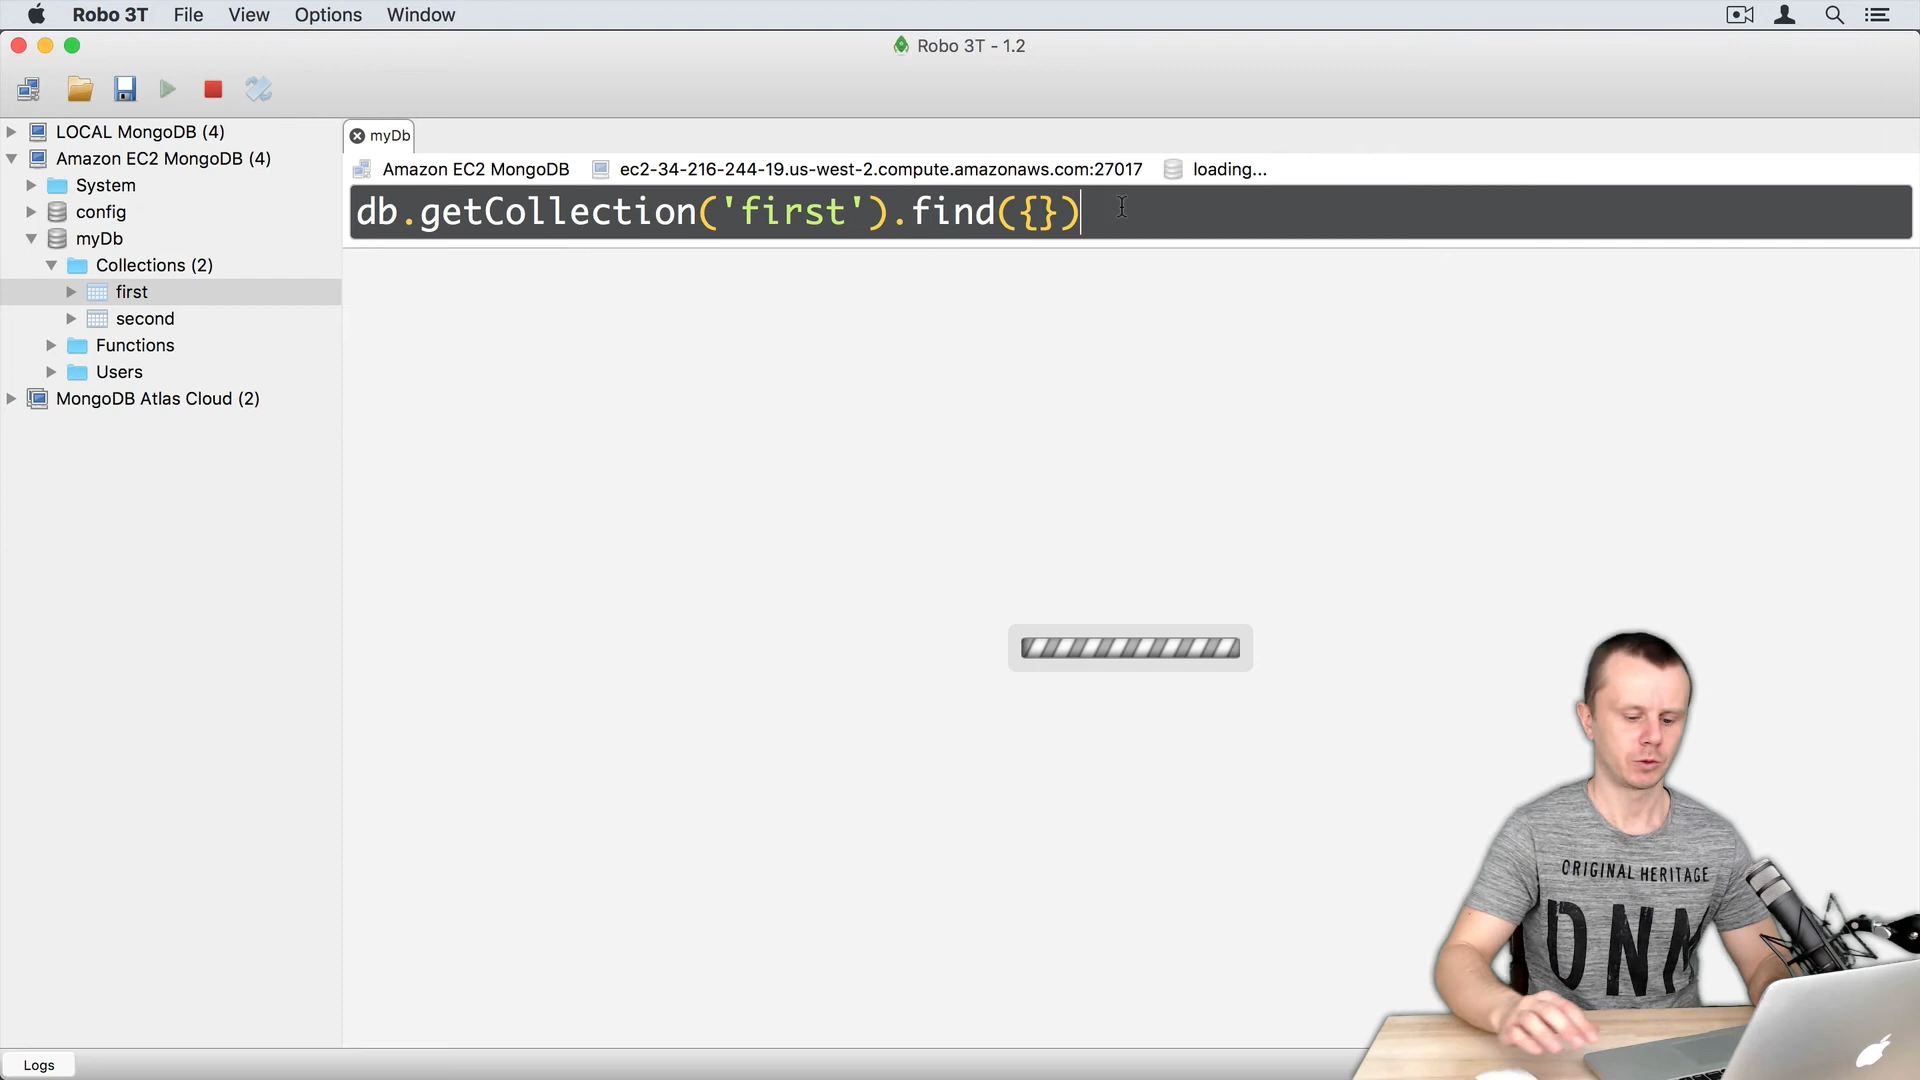 Robo 3T File View Options Window
Robo 3T - 1.2
LOCAL MongoDB (4)
myDb
Amazon EC2 MongoDB (4)
Amazon EC2 MongoDB ec2-34-216-244-19.us-west-2.compute.amazonaws.com:27017 loading...
System
config
db.getCollection('first').find({})
myDb
Collections (2)
first
second
Functions
Users
MongoDB Atlas Cloud (2)
ORIGINAL HERITAGE
DNM
Logs